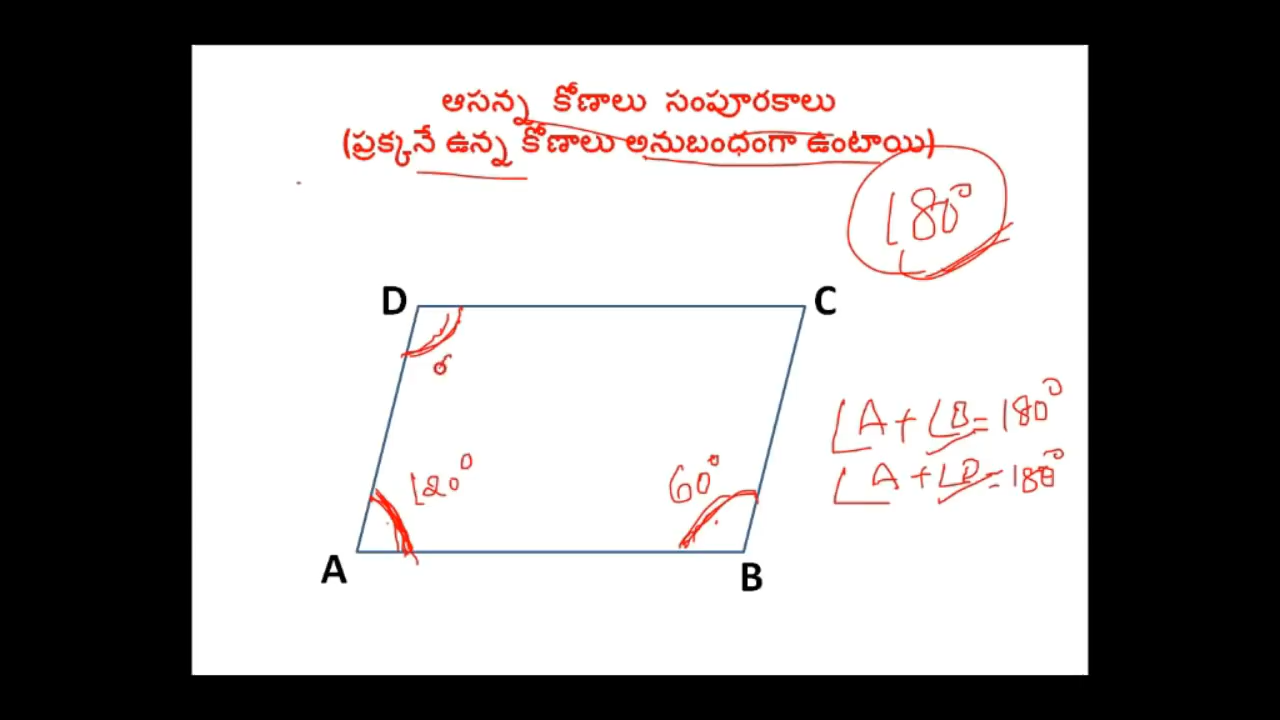 ఆసన్న కోణాలు సంపూరకాలు
(ప్రక్కనే ఉన్న కోణాలు అనుబంధంగా ఉంటాయి)
180°
D
C
∠A + ∠B = 180°
120°
60°
∠A + ∠D = 180°
A
B